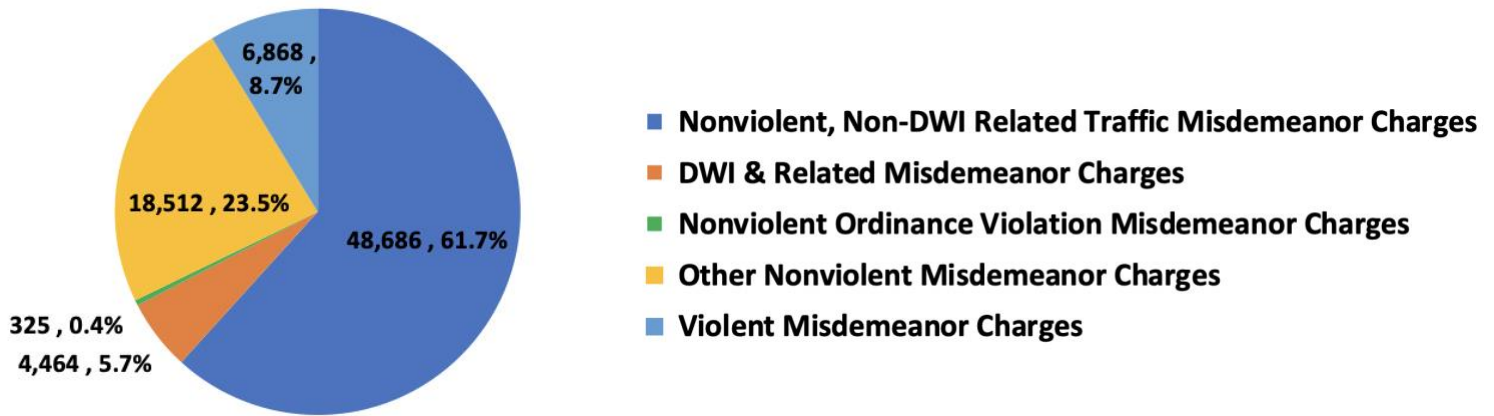 6,868 ,
8.7%
18,512 , 23.5%
48,686 , 61.7%
325 , 0.4%
4,464 , 5.7%
Nonviolent, Non-DWI Related Traffic Misdemeanor Charges
DWI & Related Misdemeanor Charges
Nonviolent Ordinance Violation Misdemeanor Charges
Other Nonviolent Misdemeanor Charges
Violent Misdemeanor Charges